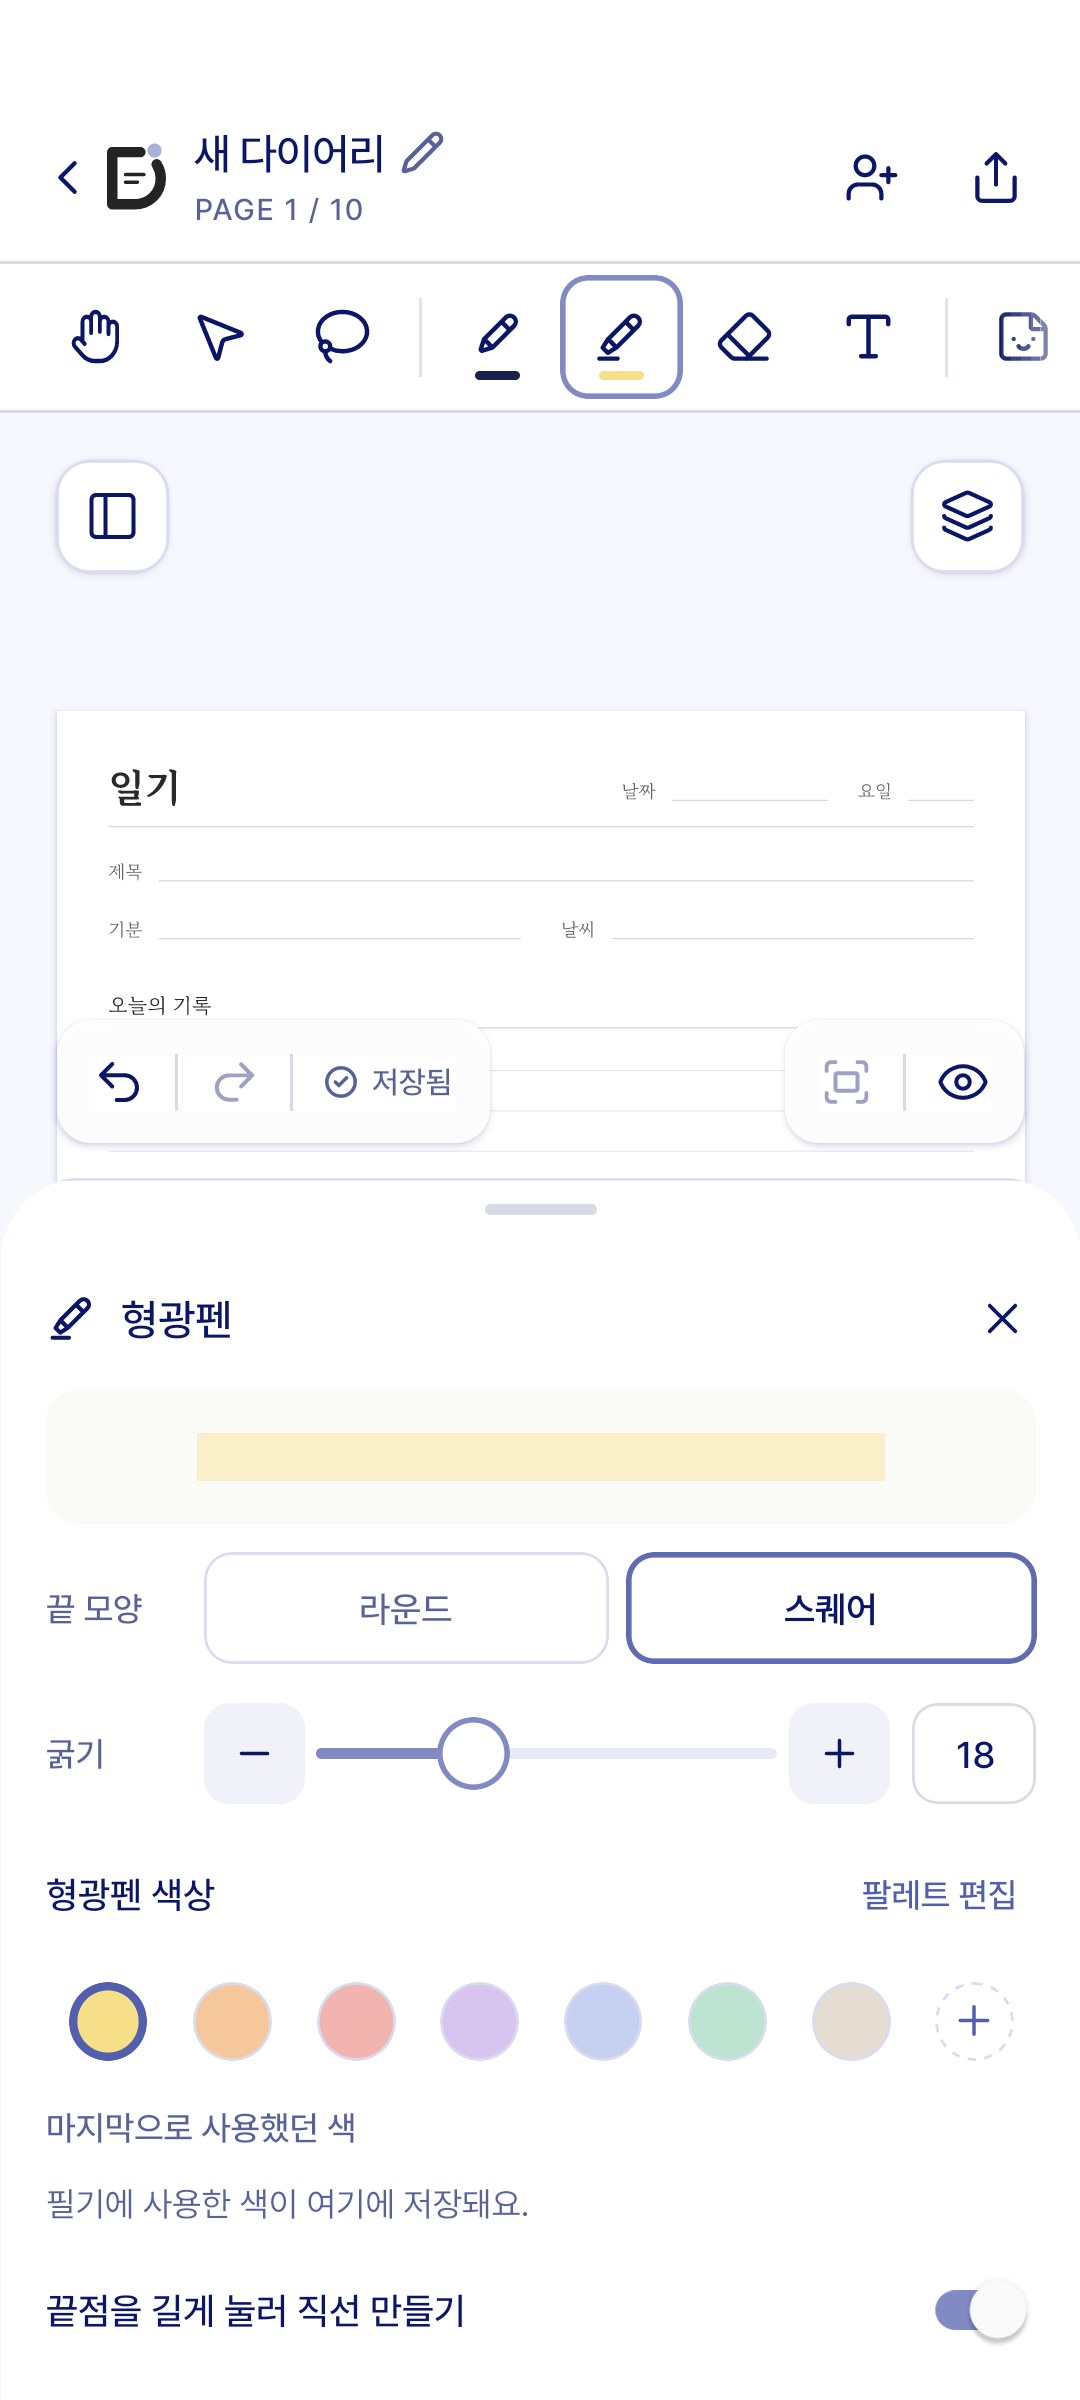 새 다이어리
PAGE 1 / 10
일기
날짜 요일
제목
기분 날씨
오늘의 기록
저장됨
형광펜
끝 모양 라운드 스퀘어
굵기 18
형광펜 색상 팔레트 편집
마지막으로 사용했던 색
필기에 사용한 색이 여기에 저장돼요.
끝점을 길게 눌러 직선 만들기